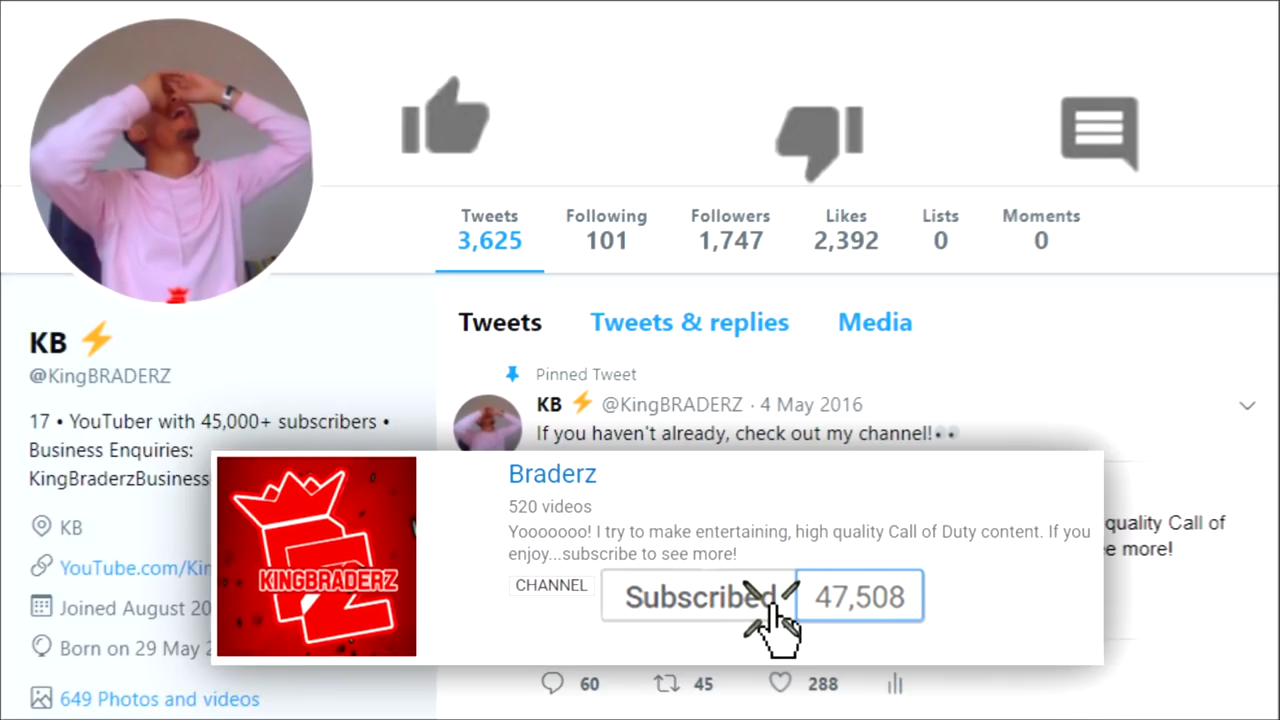 Tweets Following Followers Likes Lists Moments
3,625 101 1,747 2,392 0 0
Tweets Tweets & replies Media
KB ⚡
@KingBRADERZ
17 • YouTuber with 45,000+ subscribers •
Business Enquiries:
KingBraderzBusiness
KB
YouTube.com/Kin
Joined August 20
Born on 29 May 2
649 Photos and videos
Pinned Tweet
KB ⚡ @KingBRADERZ · 4 May 2016
If you haven't already, check out my channel!👀
KINGBRADERZ
Braderz
520 videos
Yooooooo! I try to make entertaining, high quality Call of Duty content. If you
enjoy...subscribe to see more!
CHANNEL
Subscribed 47,508
quality Call of
e more!
60 45 288